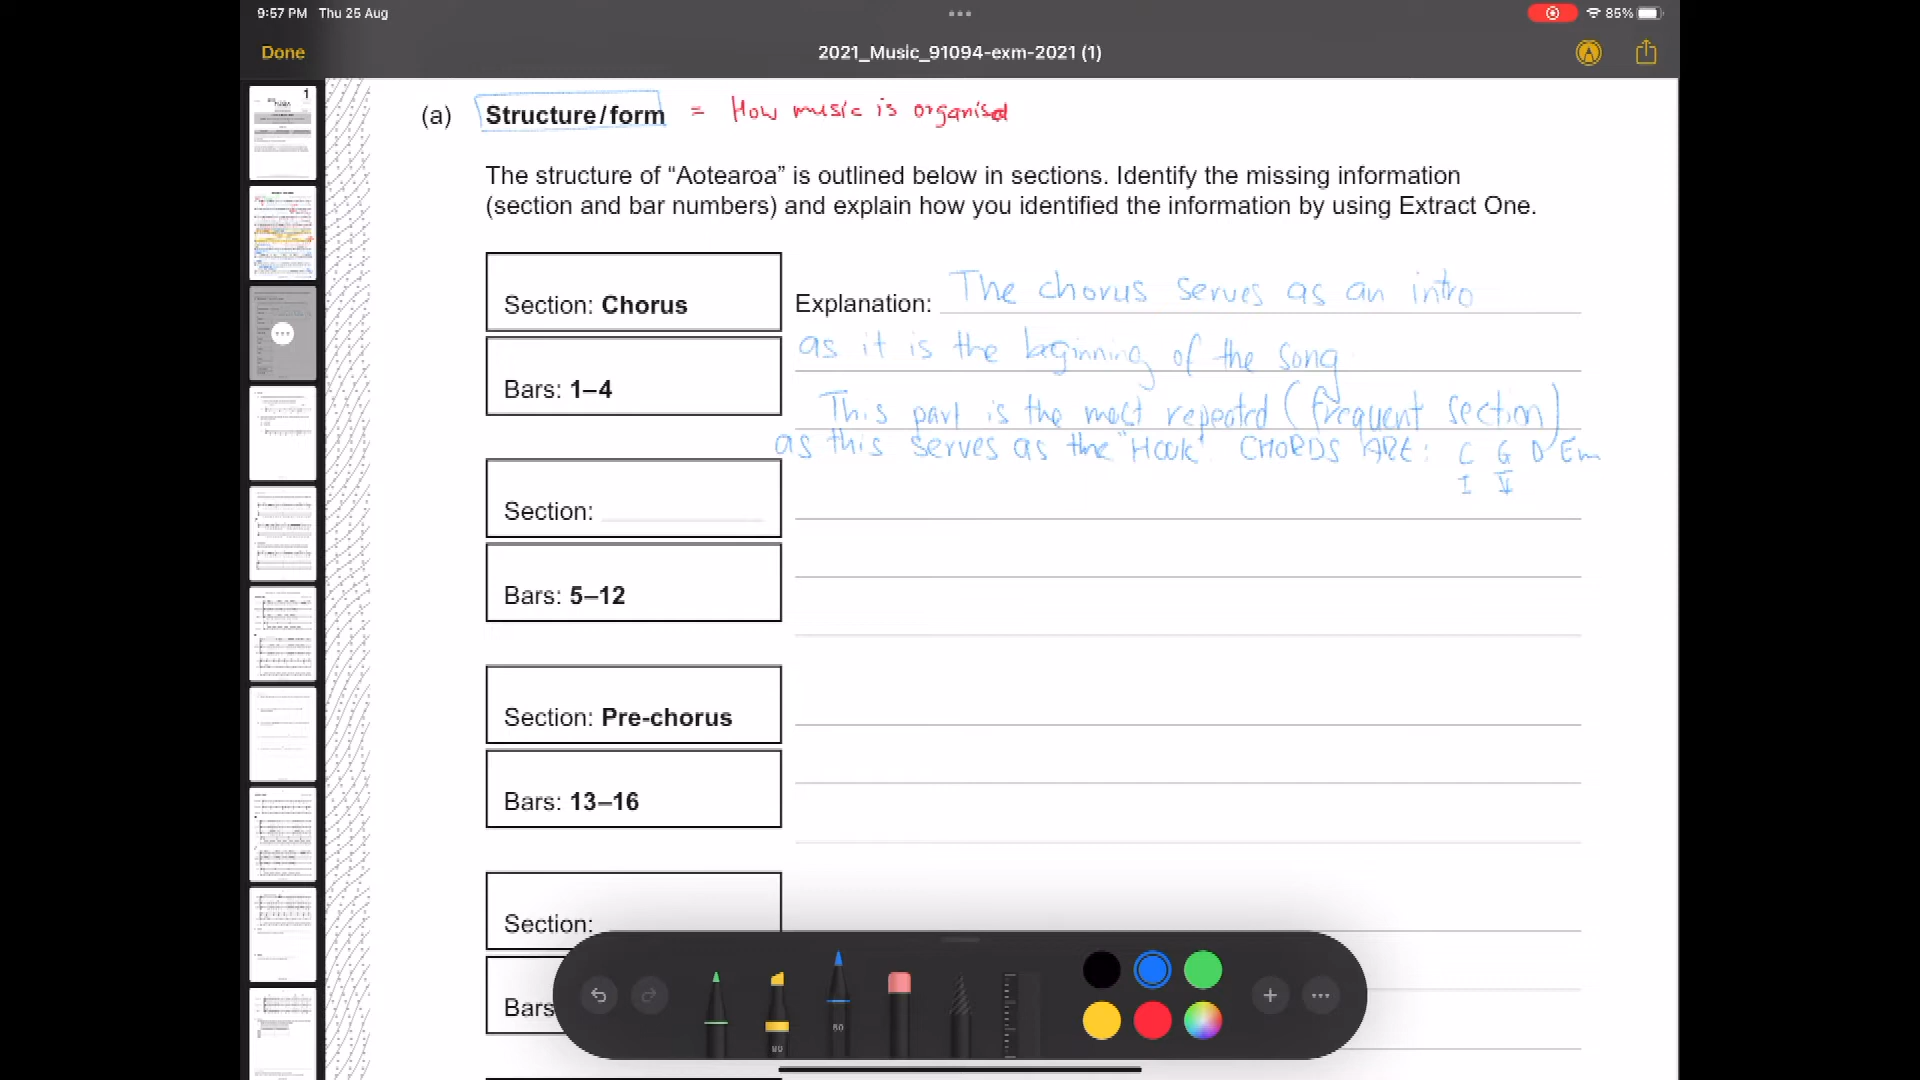 9:57 PM Thu 25 Aug
85%
Done
2021_Music_91094-exm-2021 (1)
1
(a) Structure/form = How music is organised
The structure of “Aotearoa” is outlined below in sections. Identify the missing information
(section and bar numbers) and explain how you identified the information by using Extract One.
Section: Chorus
Explanation: The chorus serves as an intro
as it is the beginning of the song
Bars: 1–4
This part is the most repeated (frequent section)
as this serves as the "Hook". CHORDS ARE: C G D Em
I V
Section:
Bars: 5–12
Section: Pre-chorus
Bars: 13–16
Section:
Bars
80
80